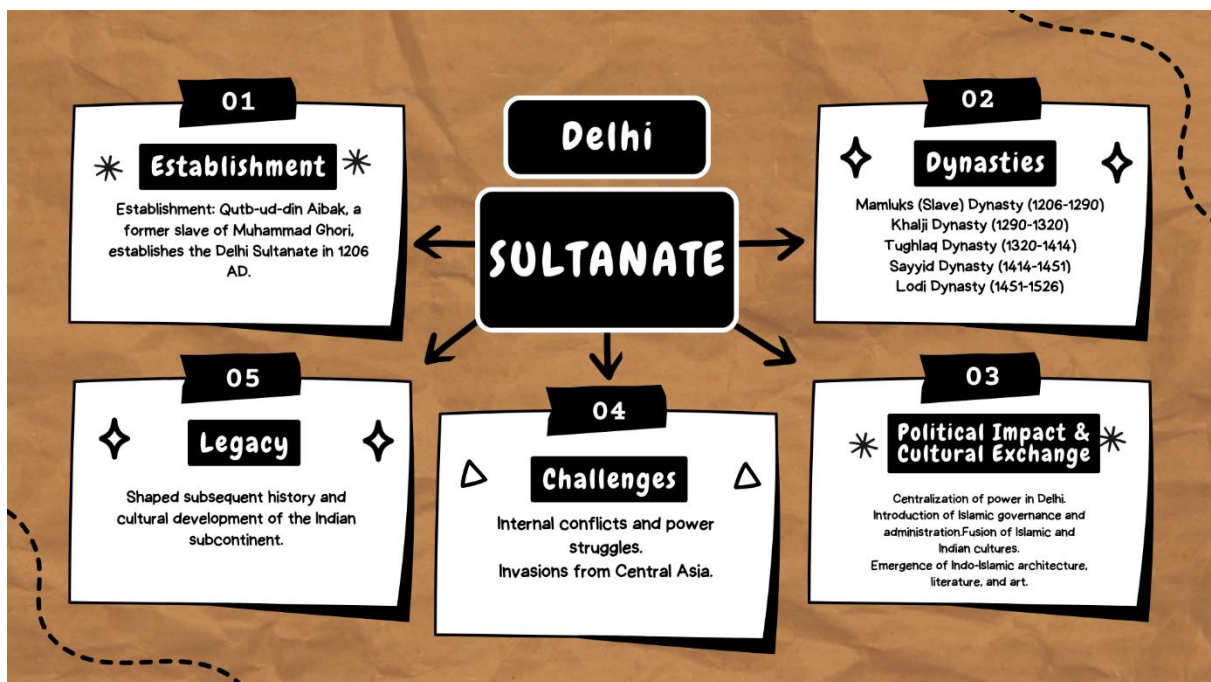 Delhi
SULTANATE
01
Establishment
Establishment: Qutb-ud-din Aibak, a
former slave of Muhammad Ghori,
establishes the Delhi Sultanate in 1206
AD.
02
Dynasties
Mamluks (Slave) Dynasty (1206-1290)
Khalji Dynasty (1290-1320)
Tughlaq Dynasty (1320-1414)
Sayyid Dynasty (1414-1451)
Lodi Dynasty (1451-1526)
03
Political Impact &
Cultural Exchange
Centralization of power in Delhi.
Introduction of Islamic governance and
administration.Fusion of Islamic and
Indian cultures.
Emergence of Indo-Islamic architecture,
literature, and art.
04
Challenges
Internal conflicts and power
struggles.
Invasions from Central Asia.
05
Legacy
Shaped subsequent history and
cultural development of the Indian
subcontinent.